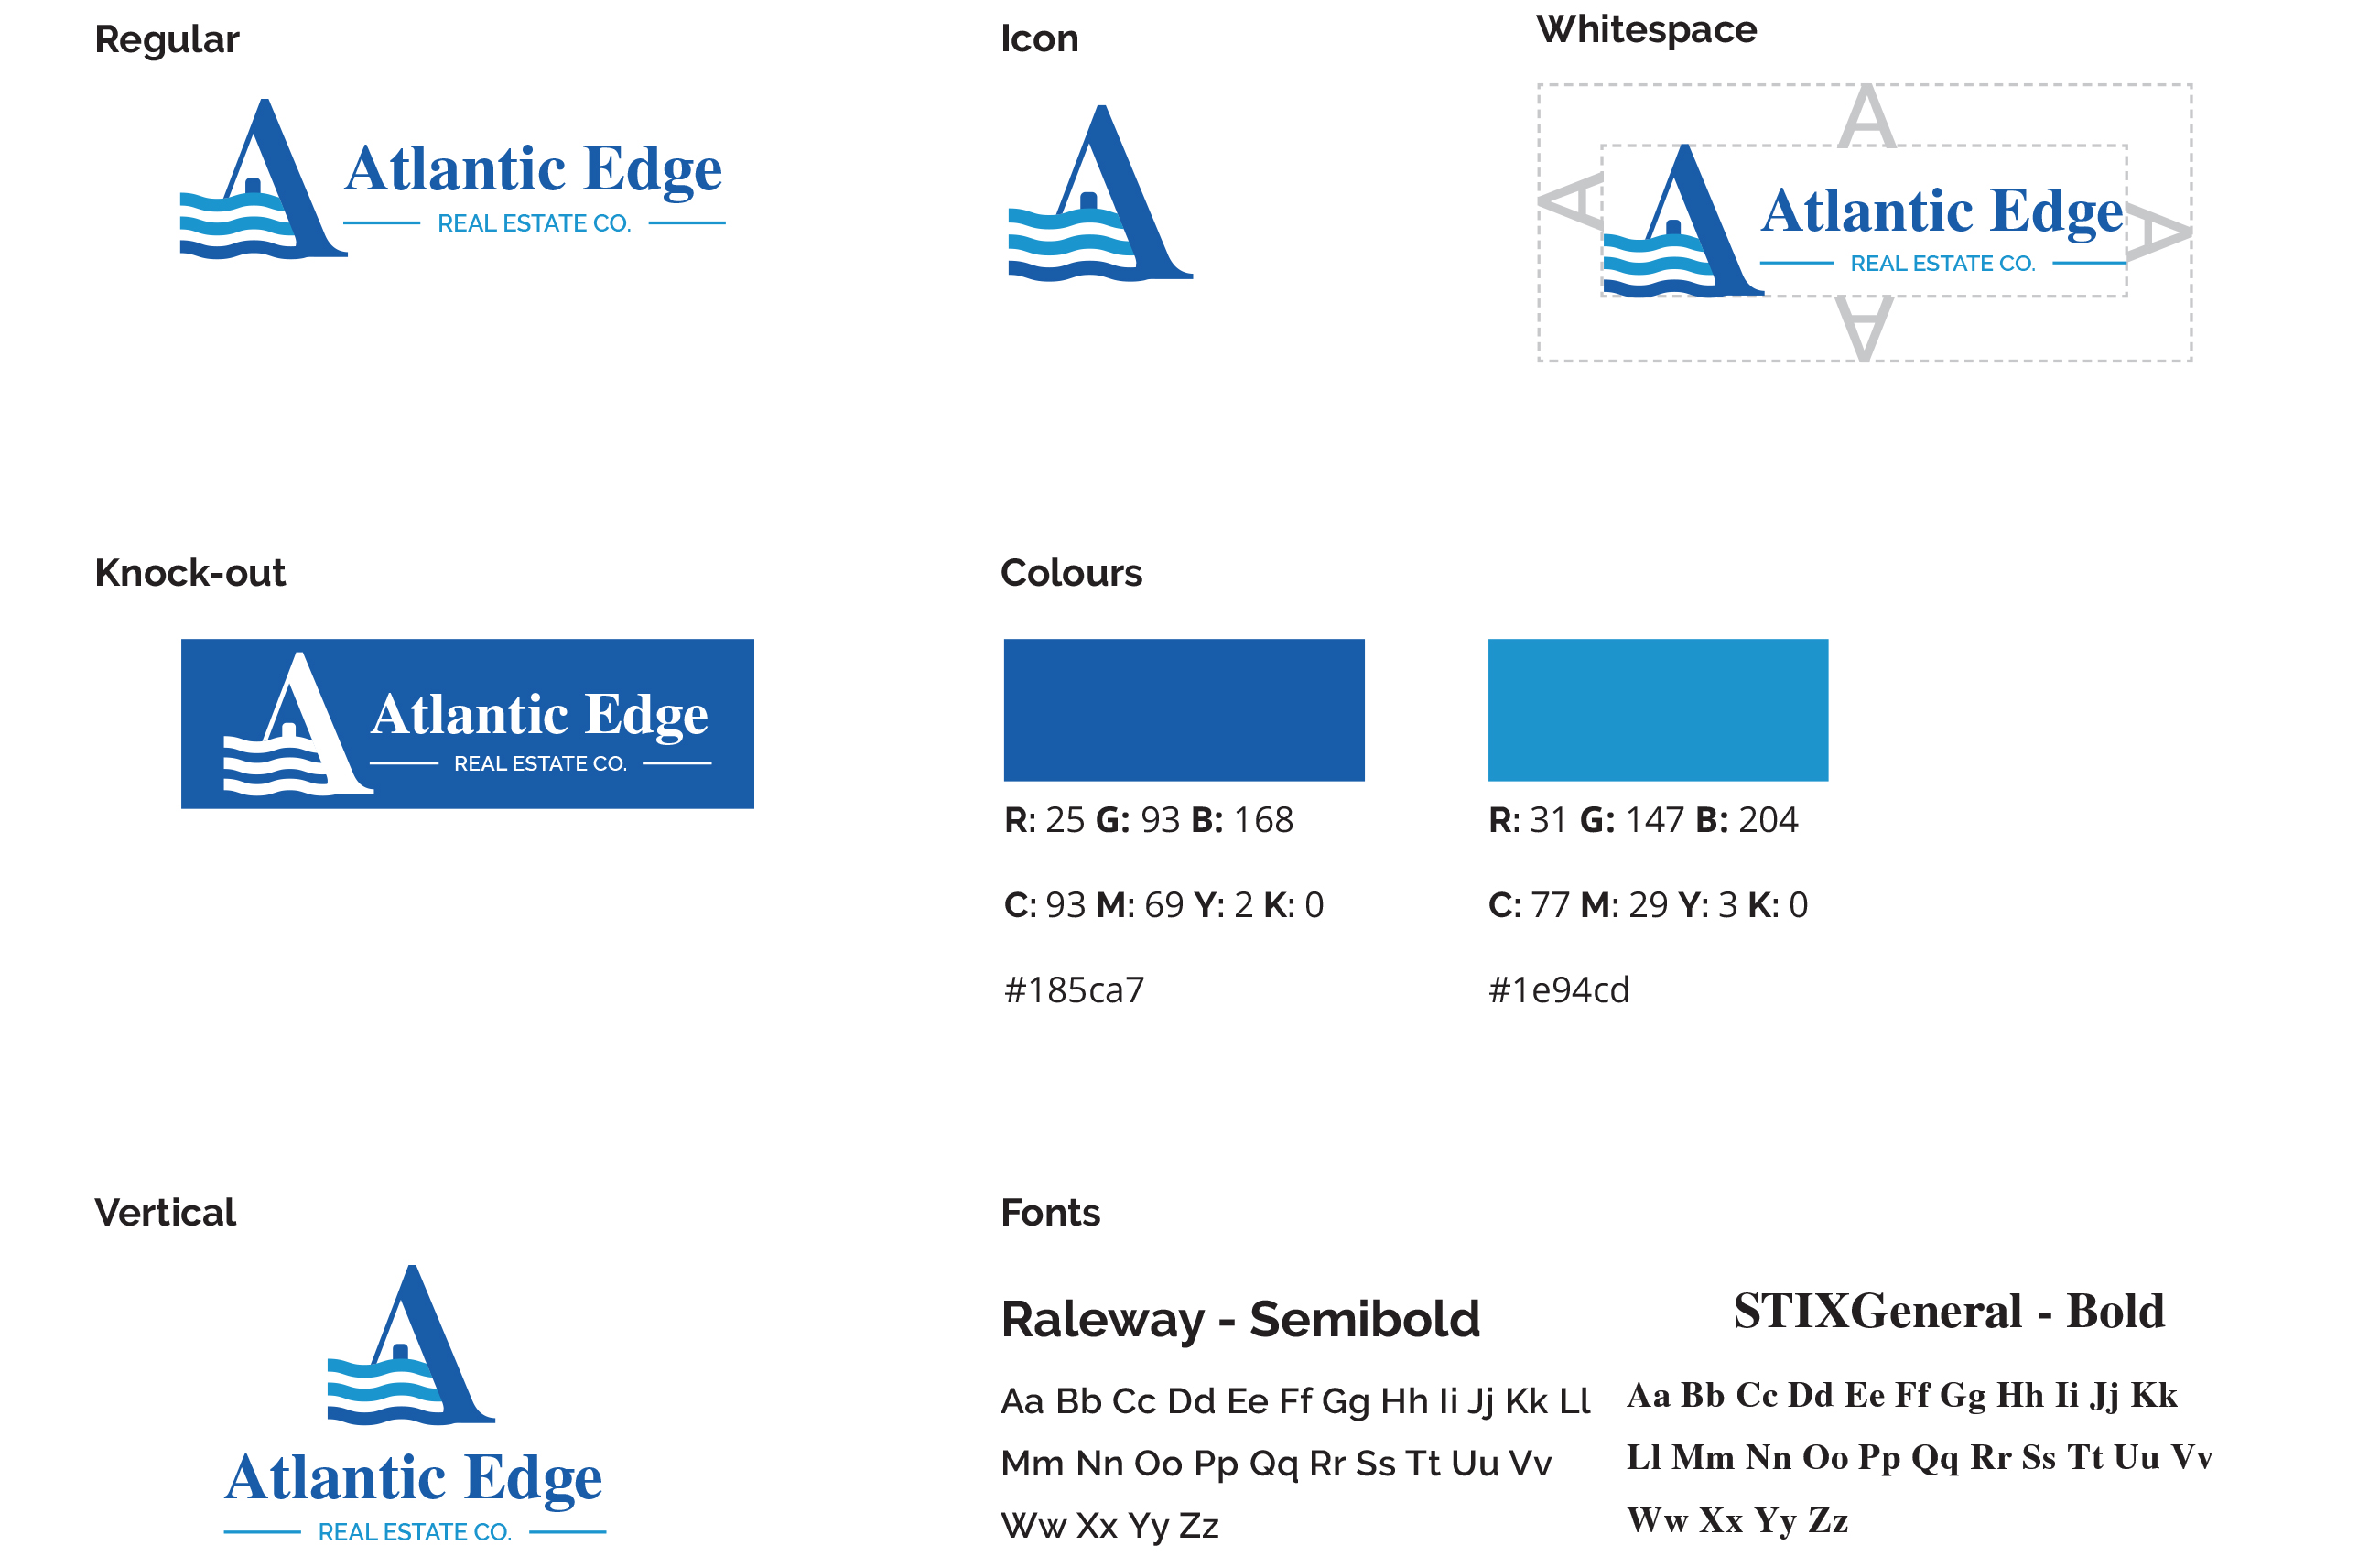 Regular
Atlantic Edge
REAL ESTATE CO.
Icon
Whitespace
A
A
Atlantic Edge
REAL ESTATE CO.
A
A
Knock-out
Atlantic Edge
REAL ESTATE CO.
Colours
R: 25 G: 93 B: 168
C: 93 M: 69 Y: 2 K: 0
#185ca7
R: 31 G: 147 B: 204
C: 77 M: 29 Y: 3 K: 0
#1e94cd
Vertical
Atlantic Edge
REAL ESTATE CO.
Fonts
Raleway - Semibold
Aa Bb Cc Dd Ee Ff Gg Hh Ii Jj Kk Ll
Mm Nn Oo Pp Qq Rr Ss Tt Uu Vv
Ww Xx Yy Zz
STIXGeneral - Bold
Aa Bb Cc Dd Ee Ff Gg Hh Ii Jj Kk
Ll Mm Nn Oo Pp Qq Rr Ss Tt Uu Vv
Ww Xx Yy Zz